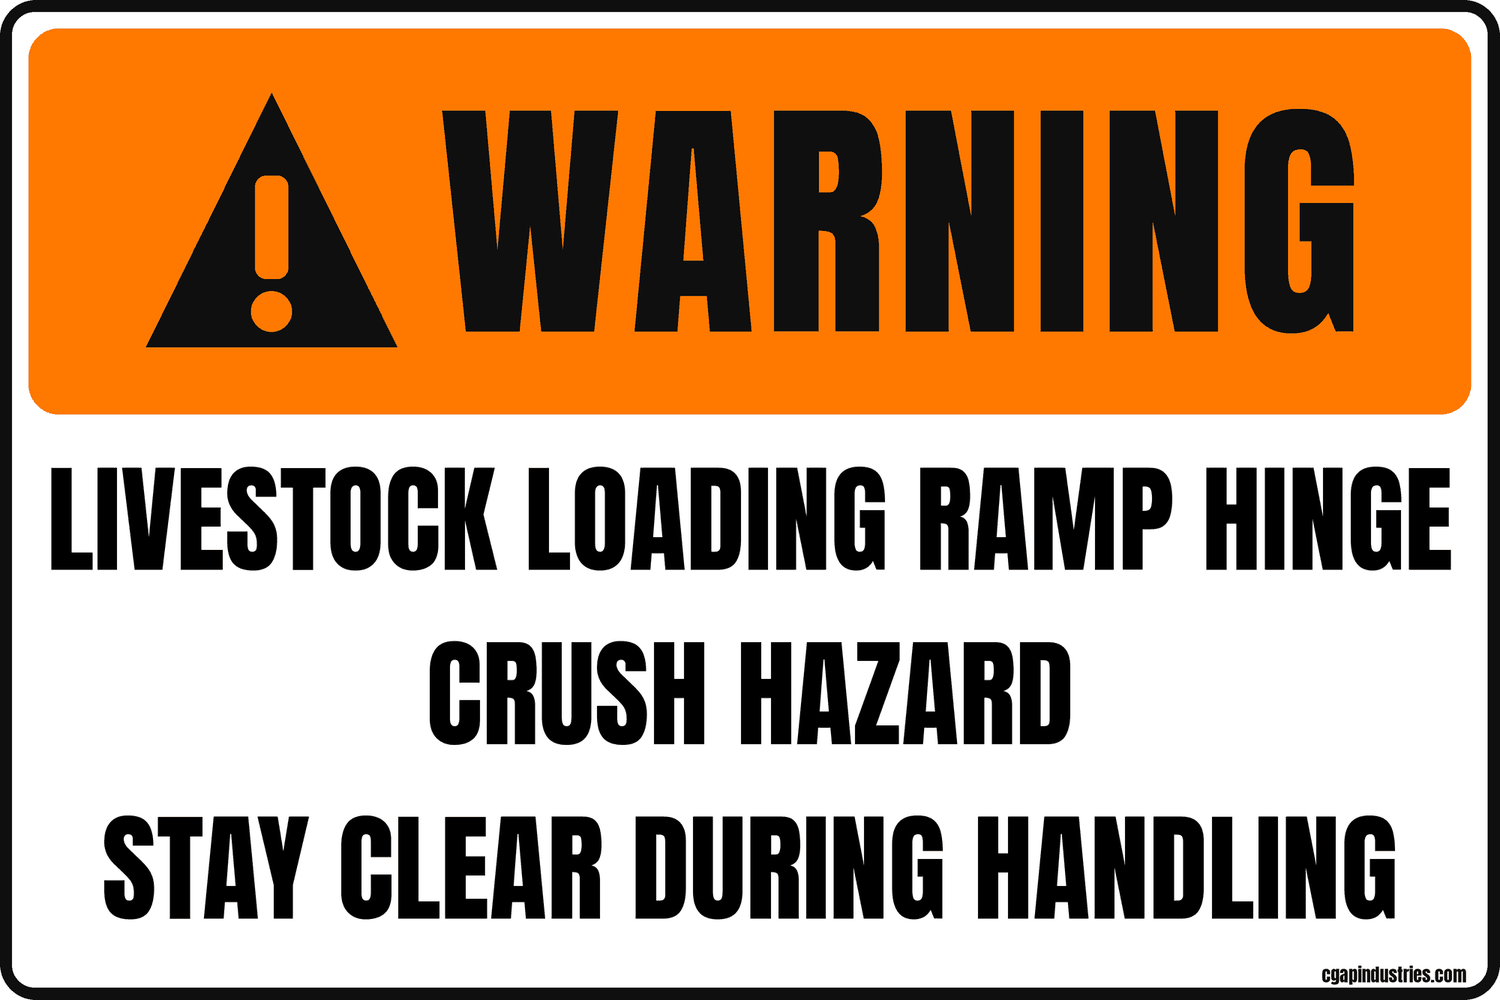 WARNING
LIVESTOCK LOADING RAMP HINGE
CRUSH HAZARD
STAY CLEAR DURING HANDLING
cgapindustries.com